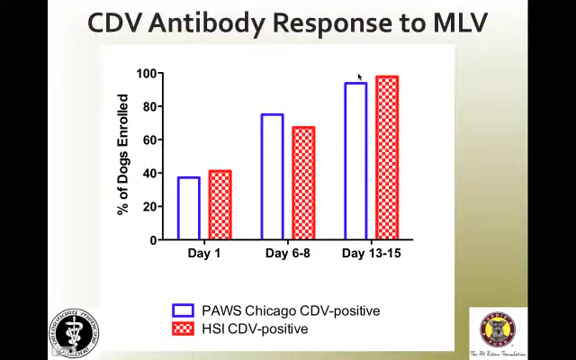 CDV Antibody Response to MLV
100
80
60
40
20
0
% of Dogs Enrolled
Day 1
Day 6-8
Day 13-15
PAWS Chicago CDV-positive
HSI CDV-positive